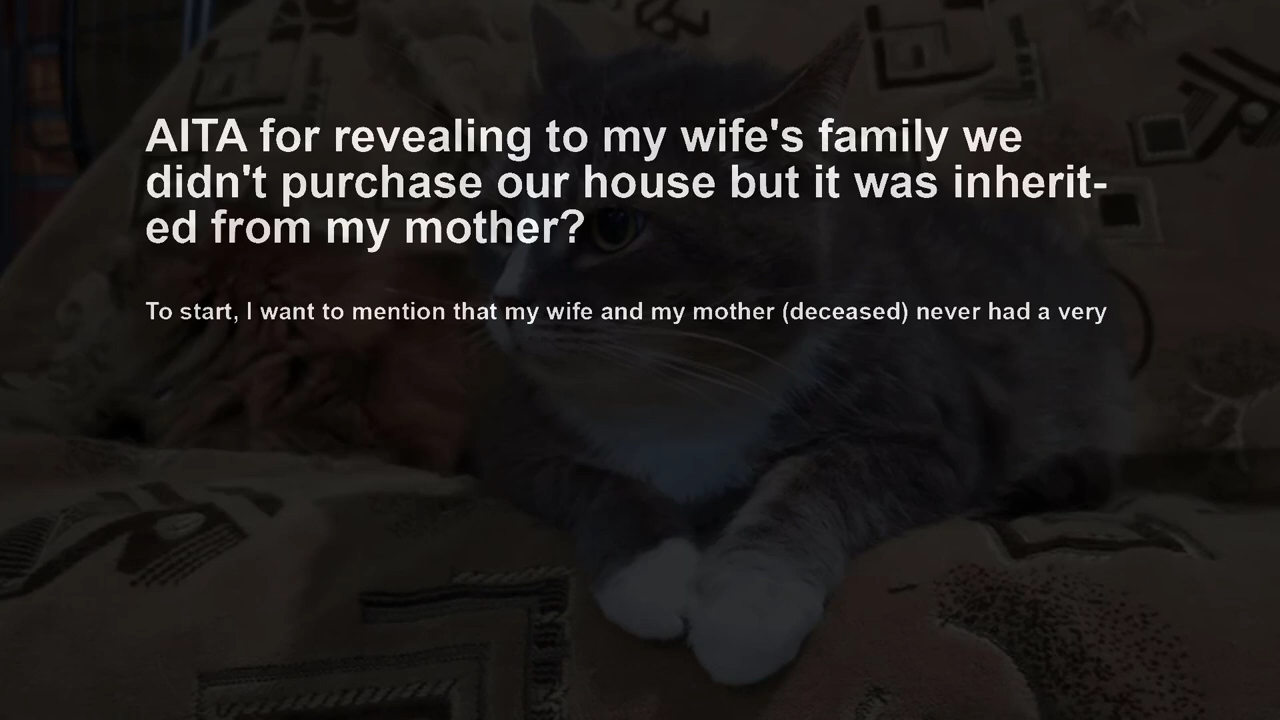 AITA for revealing to my wife's family we
didn't purchase our house but it was inherit-
ed from my mother?
To start, I want to mention that my wife and my mother (deceased) never had a very